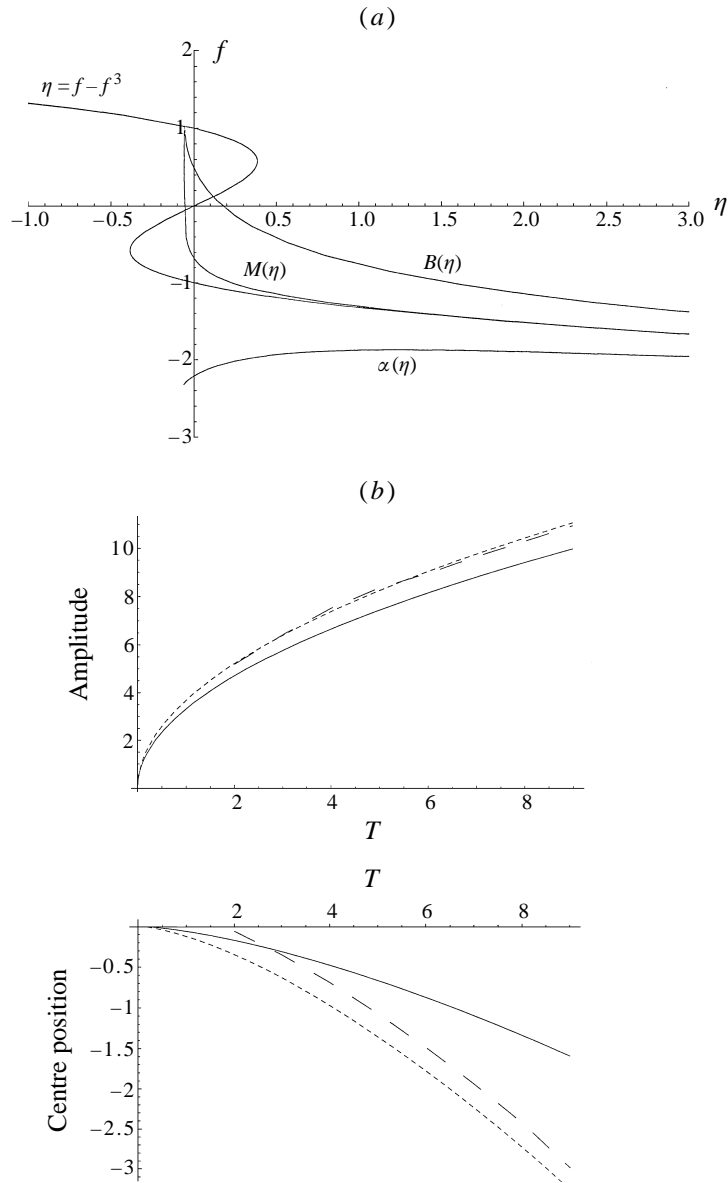 (a)
2
f
η = f – f³
1
–1.0
–0.5
0.5
1.0
1.5
2.0
2.5
3.0
η
M(η)
B(η)
–1
–2
α(η)
–3
(b)
10
8
6
4
2
Amplitude
2
4
6
8
T
T
2
4
6
8
–0.5
–1
–1.5
–2
–2.5
–3
Centre position